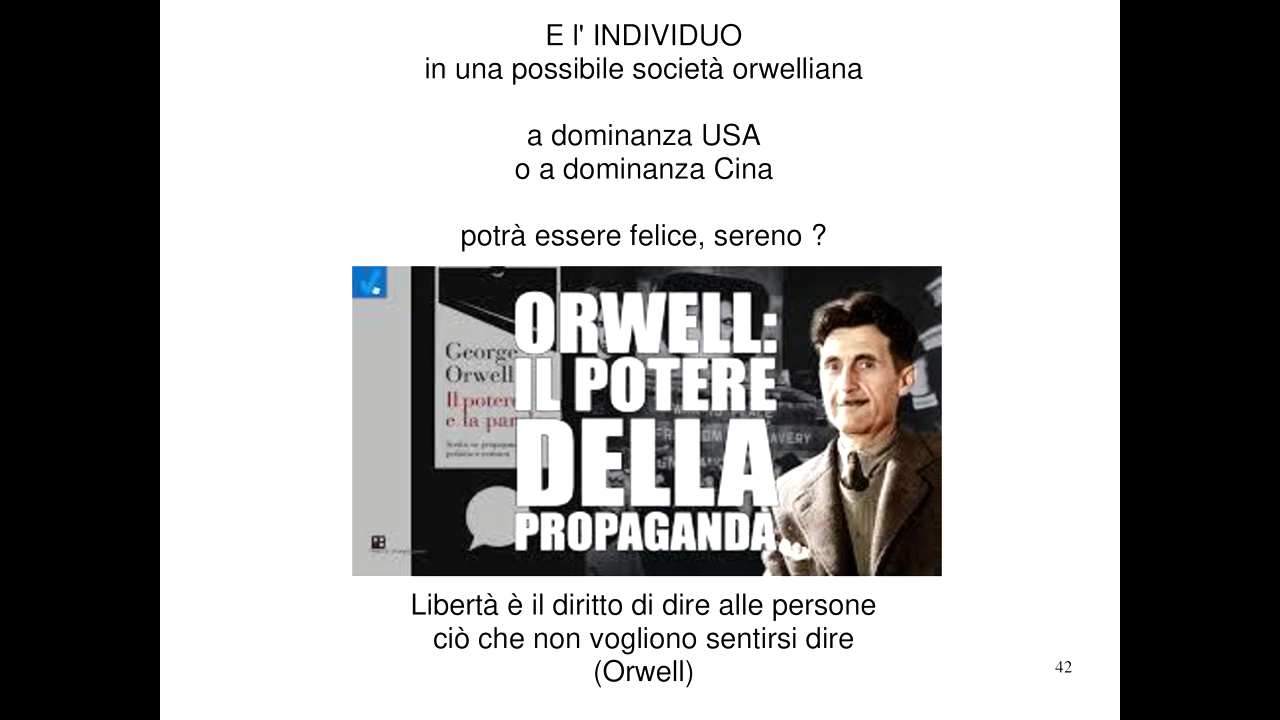 E l' INDIVIDUO
in una possibile società orwelliana
a dominanza USA
o a dominanza Cina
potrà essere felice, sereno ?
ORWELL:
IL POTERE
DELLA
PROPAGANDA
George
Orwell
Il potere
e la par
Libertà è il diritto di dire alle persone
ciò che non vogliono sentirsi dire
(Orwell)
42